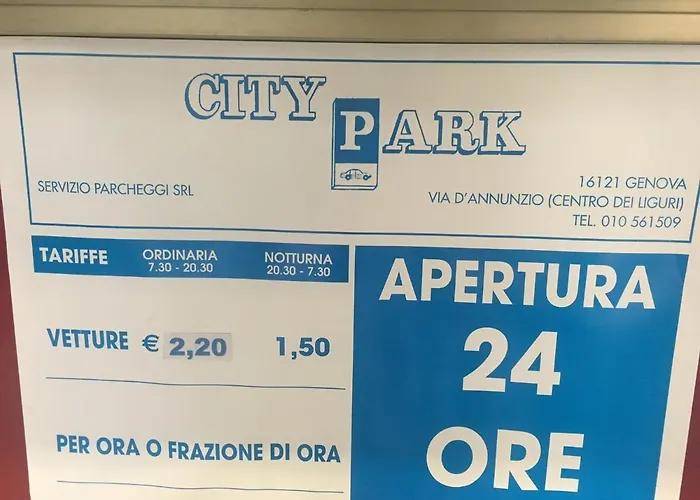 CITY PARK
SERVIZIO PARCHEGGI SRL
16121 GENOVA
VIA D'ANNUNZIO (CENTRO DEI LIGURI)
TEL. 010 561509
TARIFFE ORDINARIA NOTTURNA
7.30 - 20.30 20.30 - 7.30
VETTURE € 2,20 1,50
PER ORA O FRAZIONE DI ORA
APERTURA
24
ORE